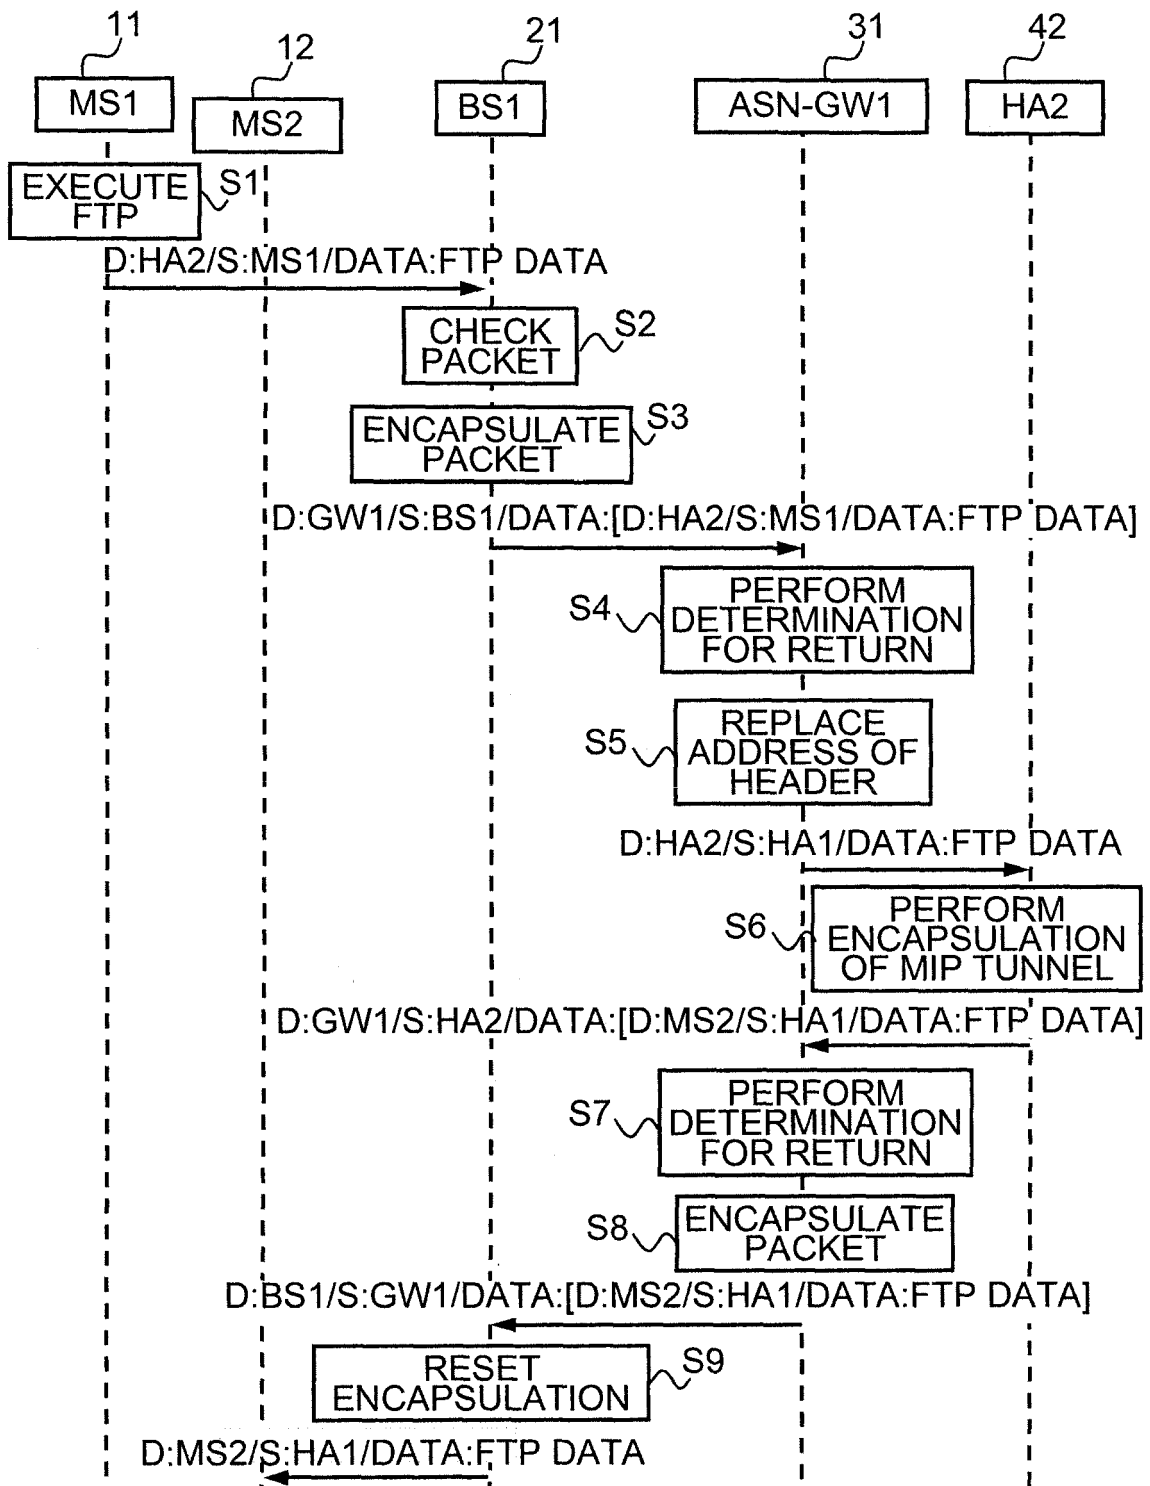 11
12
21
31
42
MS1
MS2
BS1
ASN-GW1
HA2
EXECUTE
FTP
S1
D:HA2/S:MS1/DATA:FTP DATA
CHECK
PACKET
S2
ENCAPSULATE
PACKET
S3
D:GW1/S:BS1/DATA:[D:HA2/S:MS1/DATA:FTP DATA]
S4
PERFORM
DETERMINATION
FOR RETURN
S5
REPLACE
ADDRESS OF
HEADER
D:HA2/S:HA1/DATA:FTP DATA
S6
PERFORM
ENCAPSULATION
OF MIP TUNNEL
D:GW1/S:HA2/DATA:[D:MS2/S:HA1/DATA:FTP DATA]
S7
PERFORM
DETERMINATION
FOR RETURN
S8
ENCAPSULATE
PACKET
D:BS1/S:GW1/DATA:[D:MS2/S:HA1/DATA:FTP DATA]
RESET
ENCAPSULATION
S9
D:MS2/S:HA1/DATA:FTP DATA